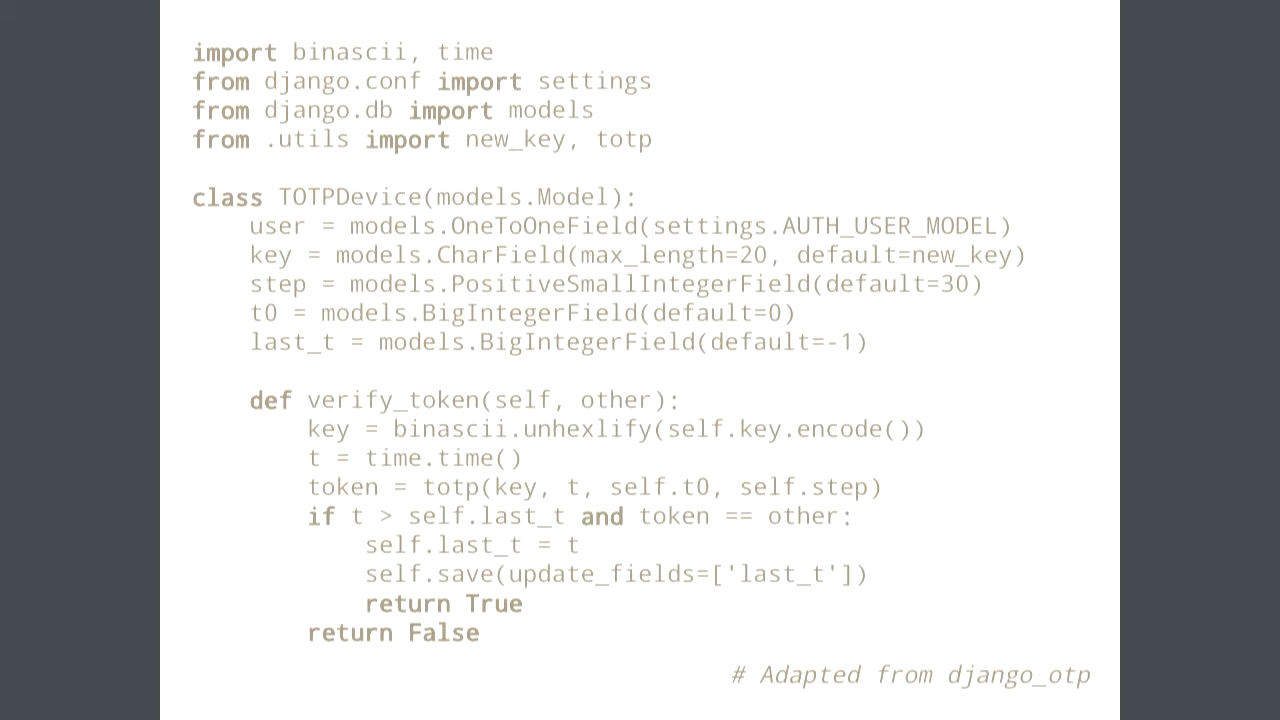 import binascii, time
from django.conf import settings
from django.db import models
from .utils import new_key, totp

class TOTPDevice(models.Model):
    user = models.OneToOneField(settings.AUTH_USER_MODEL)
    key = models.CharField(max_length=20, default=new_key)
    step = models.PositiveSmallIntegerField(default=30)
    t0 = models.BigIntegerField(default=0)
    last_t = models.BigIntegerField(default=-1)

    def verify_token(self, other):
        key = binascii.unhexlify(self.key.encode())
        t = time.time()
        token = totp(key, t, self.t0, self.step)
        if t > self.last_t and token == other:
            self.last_t = t
            self.save(update_fields=['last_t'])
            return True
        return False
# Adapted from django_otp